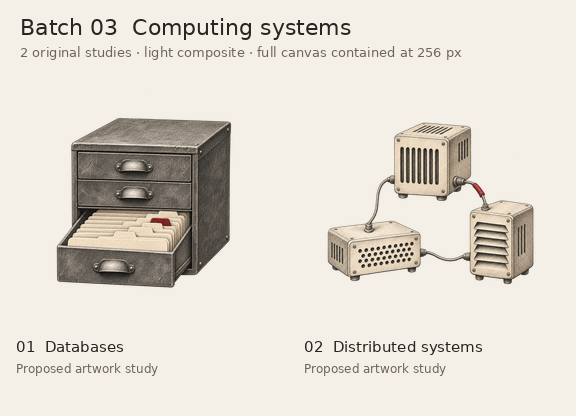 Batch 03 Computing systems
2 original studies · light composite · full canvas contained at 256 px
01 Databases
Proposed artwork study
02 Distributed systems
Proposed artwork study